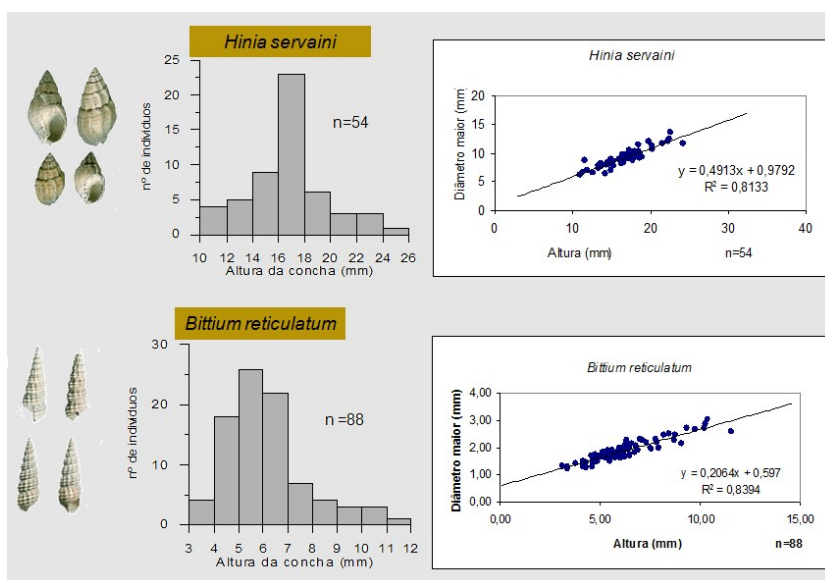 Hinia servaini
25
20
15
10
5
0
nº de individuos
n=54
10 12 14 16 18 20 22 24 26
Altura da concha (mm)
Hinia servaini
20
15
10
5
0
Diâmetro maior (mm)
y = 0,4913x + 0,9792
R² = 0,8133
0 10 20 30 40
Altura (mm) n=54
Bittium reticulatum
30
20
10
0
nº de individuos
n =88
3 4 5 6 7 8 9 10 11 12
Altura da concha (mm)
Bittium reticulatum
4,00
3,00
2,00
1,00
0,00
Diâmetro maior (mm)
y = 0,2064x + 0,597
R² = 0,8394
0,00 5,00 10,00 15,00
Altura (mm) n=88